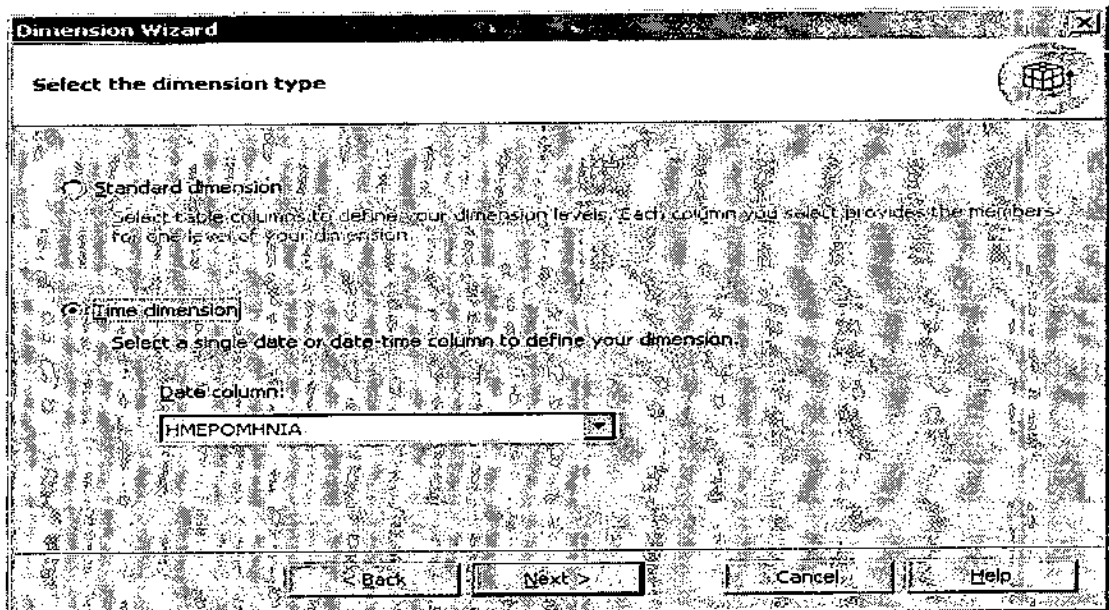 Dimension Wizard
Select the dimension type
Standard dimension
Select table columns to define your dimension levels. Each column you select provides the members
for one level of your dimension.
Time dimension
Select a single date or date-time column to define your dimension.
Date column:
ΗΜΕΡΟΜΗΝΙΑ
< Back
Next >
Cancel
Help